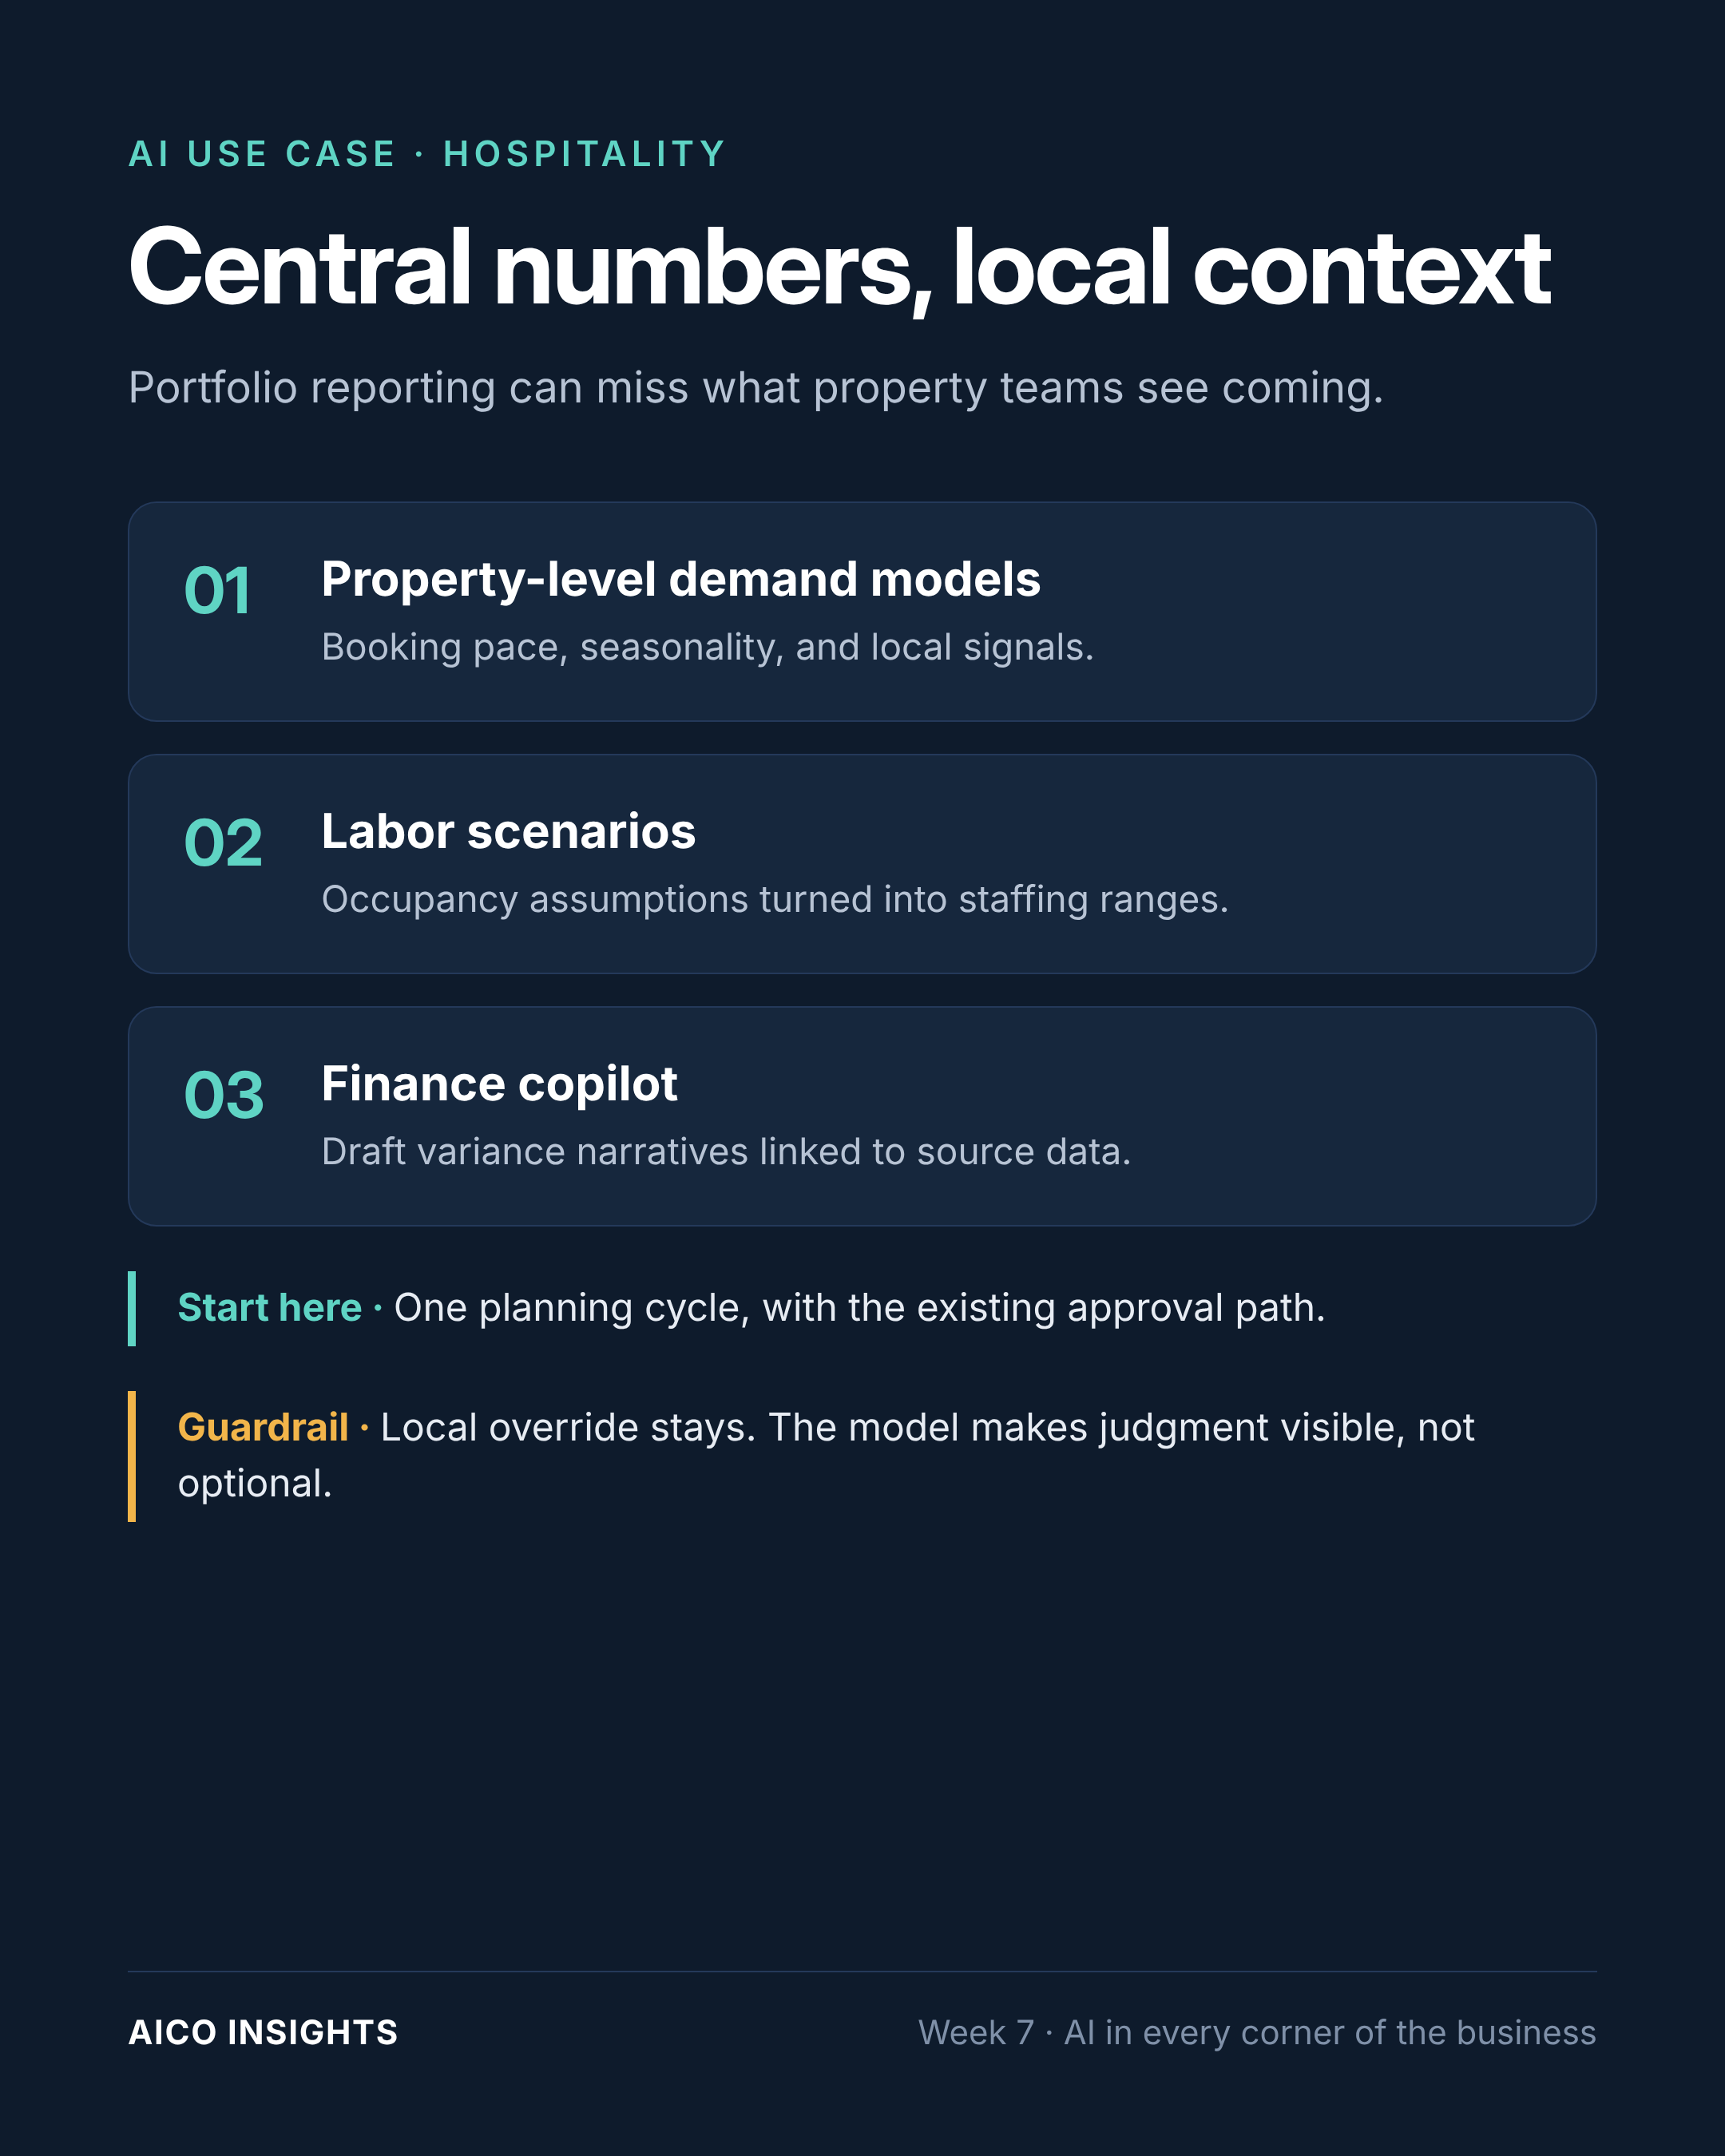 AI USE CASE · HOSPITALITY
Central numbers, local context
Portfolio reporting can miss what property teams see coming.
01
Property-level demand models
Booking pace, seasonality, and local signals.
02
Labor scenarios
Occupancy assumptions turned into staffing ranges.
03
Finance copilot
Draft variance narratives linked to source data.
Start here · One planning cycle, with the existing approval path.
Guardrail · Local override stays. The model makes judgment visible, not
optional.
AICO INSIGHTS
Week 7 · AI in every corner of the business